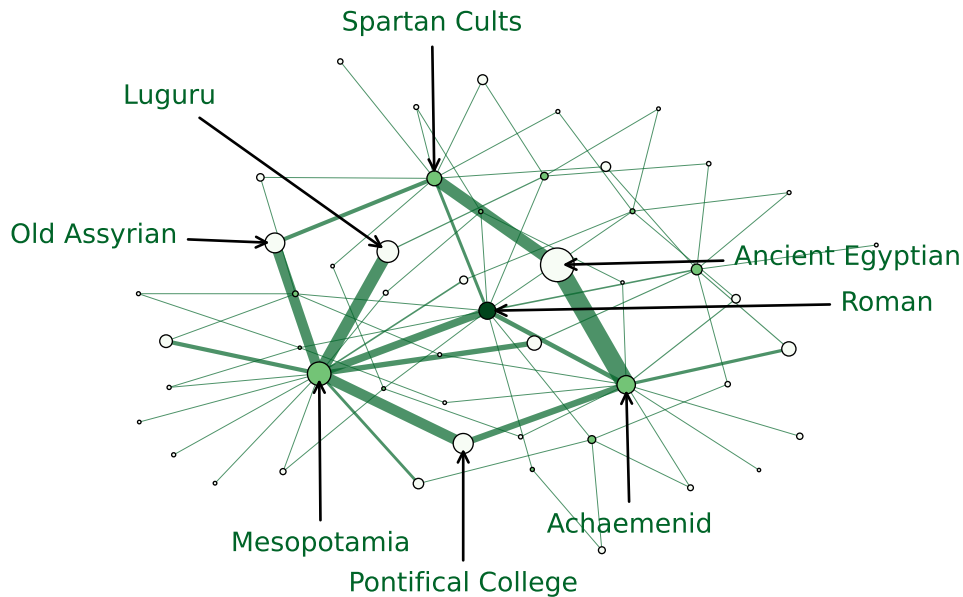 Spartan Cults
Luguru
Old Assyrian
Ancient Egyptian
Roman
Achaemenid
Mesopotamia
Pontifical College